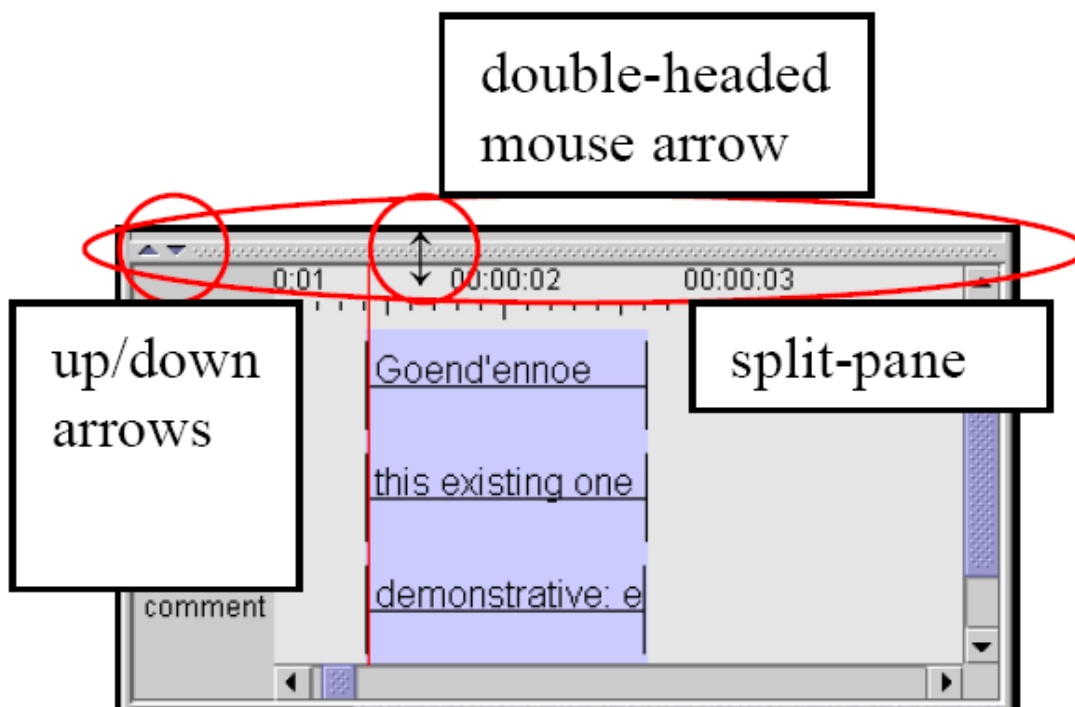 double-headed
mouse arrow
0:01 00:00:02 00:00:03
up/down
arrows
split-pane
Goend'ennoe
this existing one
demonstrative: e
comment